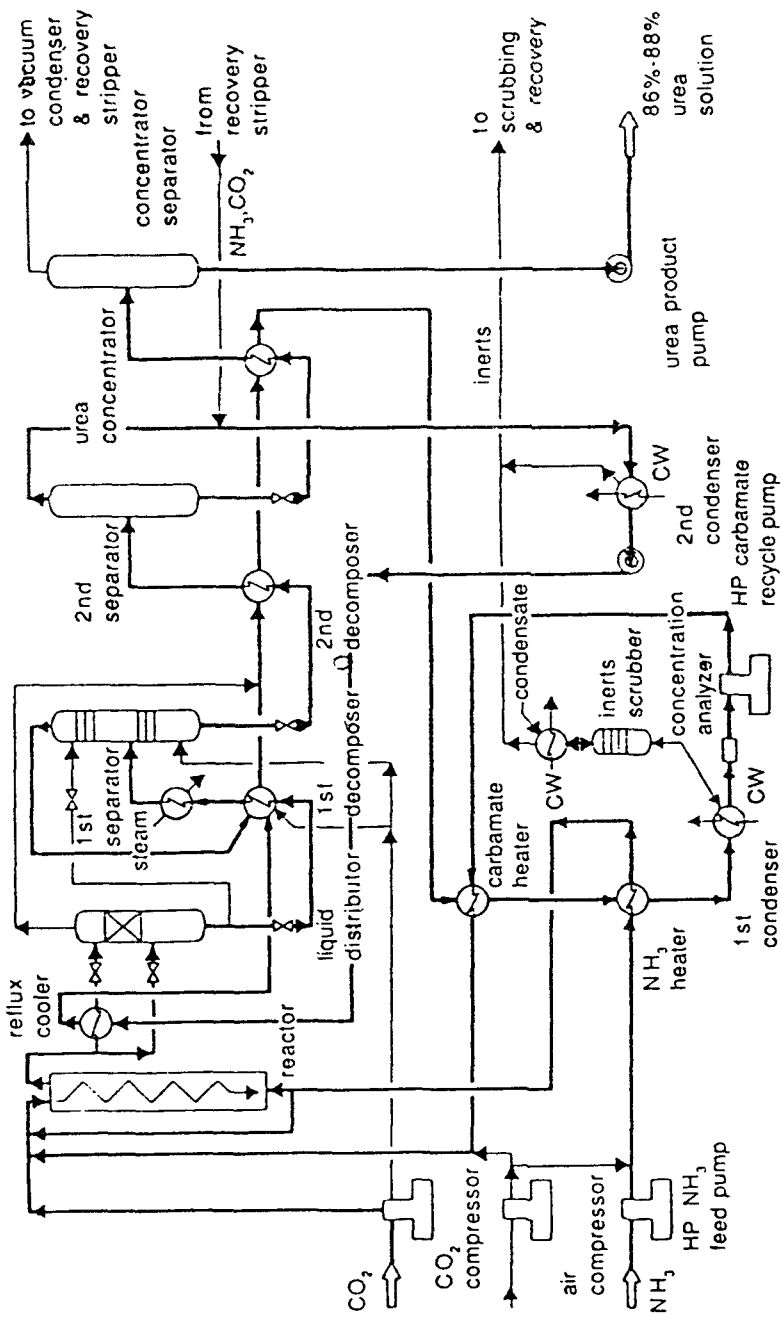 to vacuum
condenser
& recovery
stripper
concentrator
separator
from
recovery
stripper
NH₃,CO₂
urea
concentrator
2nd
separator
1st
separator
steam
reflux
cooler
reactor
liquid
distributor
1st
decomposer
2nd
decomposer
to
scrubbing
& recovery
inerts
86%-88%
urea
solution
urea product
pump
CW
2nd condenser
condensate
CW
inerts
scrubber
concentration
analyzer
HP carbamate
recycle pump
carbamate
heater
NH₃
heater
CW
1st
condenser
CO₂
CO₂
compressor
air
compressor
NH₃
HP NH₃
feed pump